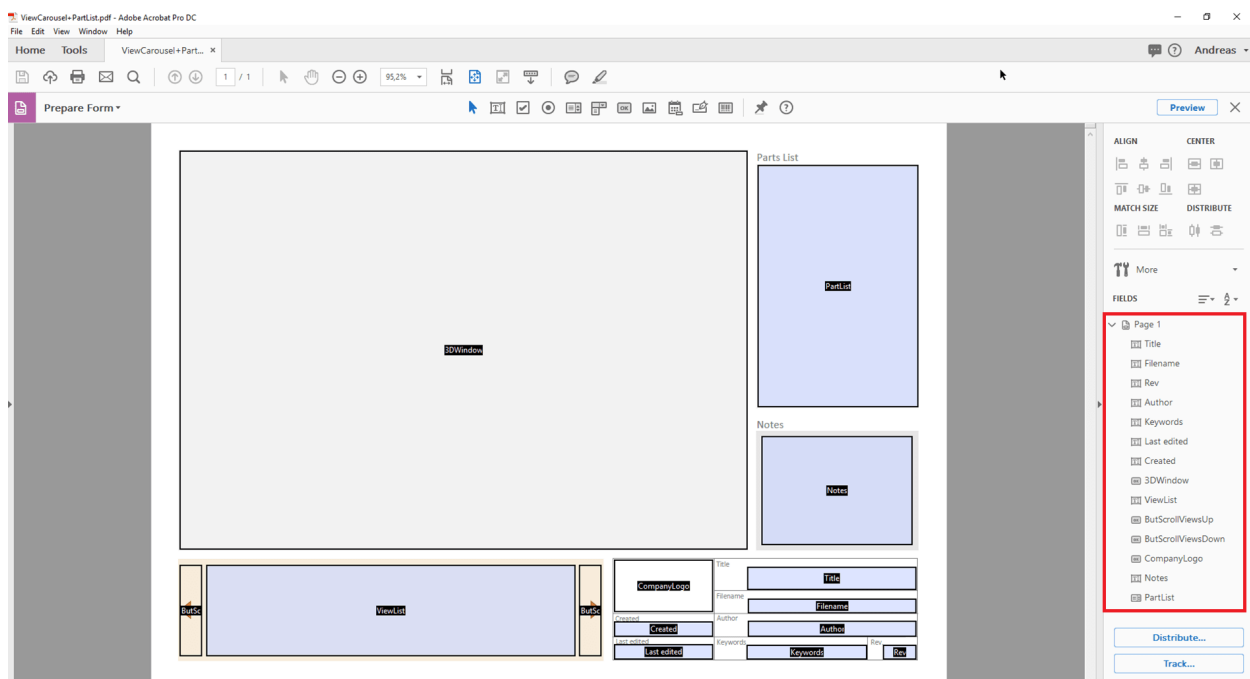 ViewCarousel+PartList.pdf - Adobe Acrobat Pro DC
File Edit View Window Help
Home Tools ViewCarousel+Part... × Andreas
1 / 1 95,2%
Prepare Form Preview
ALIGN CENTER
MATCH SIZE DISTRIBUTE
More
FIELDS
Page 1
Title
Filename
Rev
Author
Keywords
Last edited
Created
3DWindow
ViewList
ButScrollViewsUp
ButScrollViewsDown
CompanyLogo
Notes
PartList
Distribute...
Track...
Parts List
PartList
3DWindow
Notes
Notes
ButSc
ViewList
ButSc
CompanyLogo
Title
Title
Filename
Filename
Created
Created
Author
Author
Last edited
Last edited
Keywords
Keywords
Rev
Rev